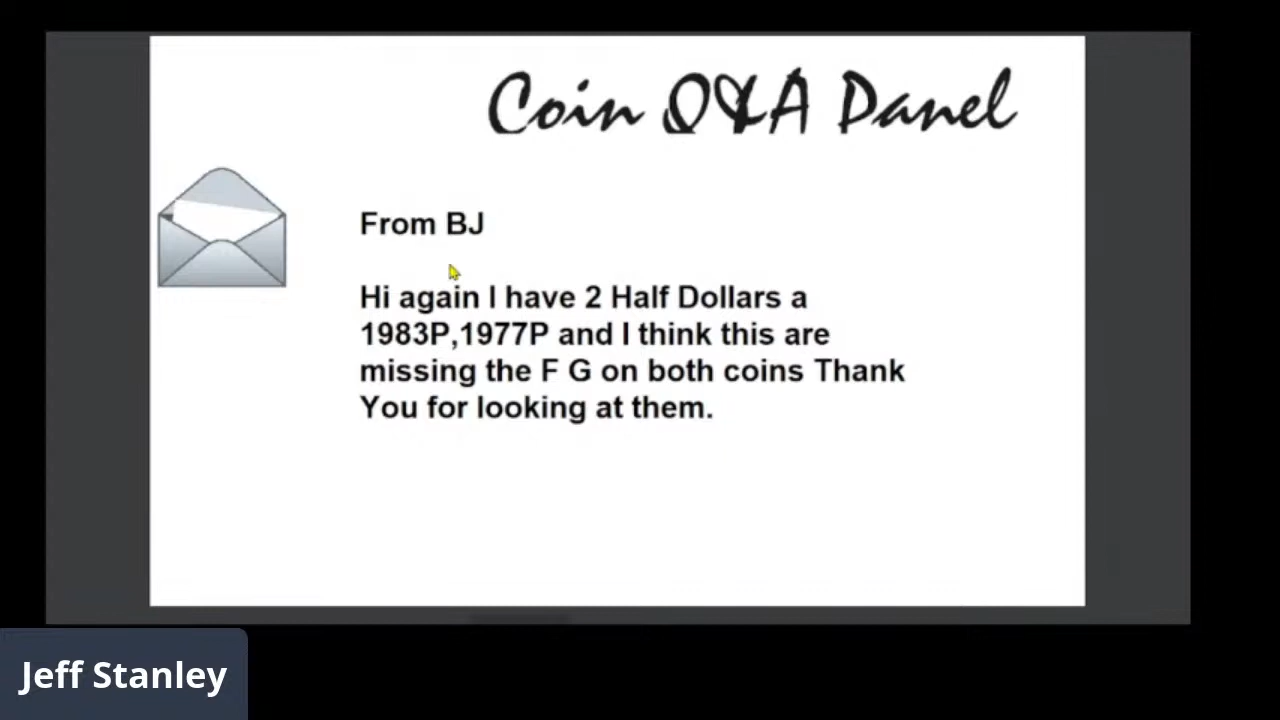 Coin Q&A Panel
From BJ
Hi again I have 2 Half Dollars a
1983P,1977P and I think this are
missing the F G on both coins Thank
You for looking at them.
Jeff Stanley